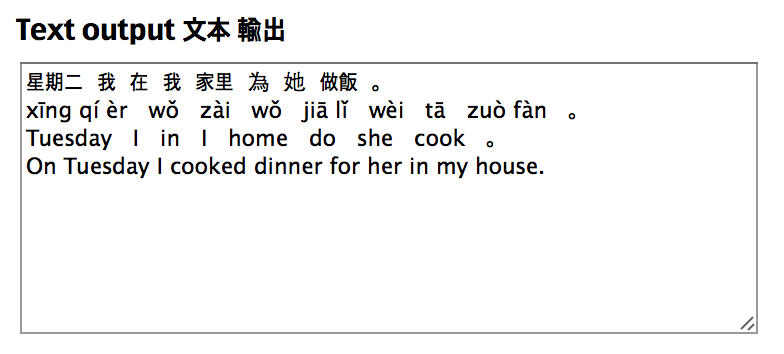 Text output 文本 輸出
星期二 我 在 我 家里 為 她 做飯 。
xīng qí èr wǒ zài wǒ jiā lǐ wèi tā zuò fàn 。
Tuesday I in I home do she cook 。
On Tuesday I cooked dinner for her in my house.